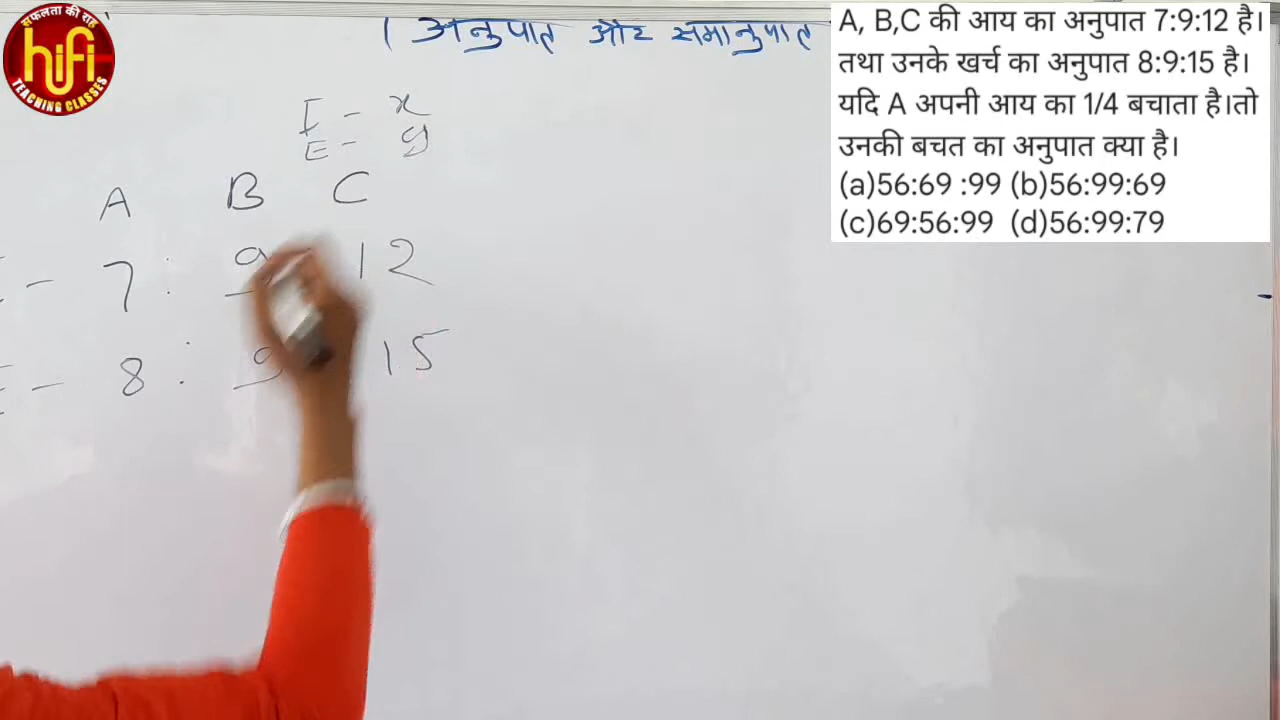 सफलता की राह
hifi
TEACHING CLASSES
अनुपात और समानुपात
A, B,C की आय का अनुपात 7:9:12 है।
तथा उनके खर्च का अनुपात 8:9:15 है।
यदि A अपनी आय का 1/4 बचाता है।तो
उनकी बचत का अनुपात क्या है।
(a)56:69 :99 (b)56:99:69
(c)69:56:99 (d)56:99:79
I - x
E - y
A B C
- 7 : 9 12
E - 8 : 9 15